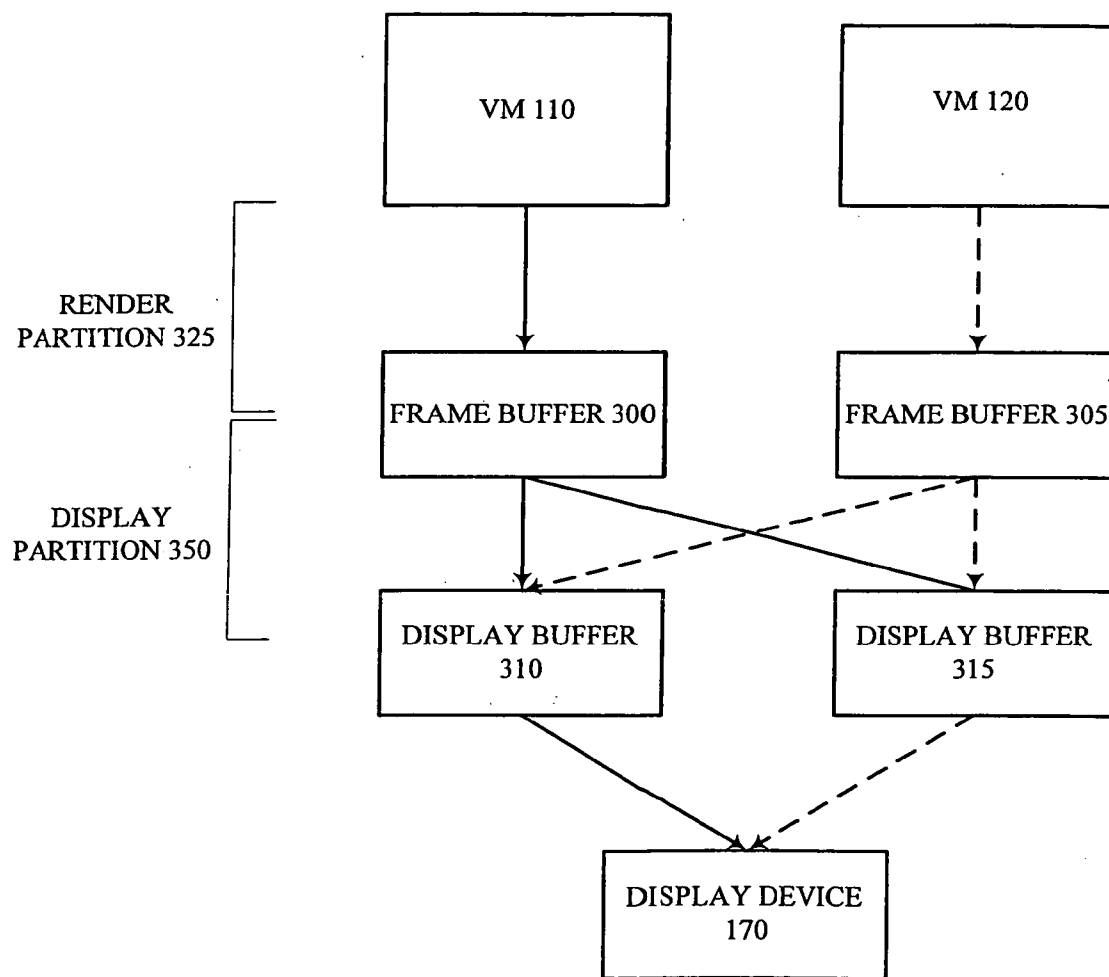 VM 110
VM 120
RENDER
PARTITION 325
FRAME BUFFER 300
FRAME BUFFER 305
DISPLAY
PARTITION 350
DISPLAY BUFFER
310
DISPLAY BUFFER
315
DISPLAY DEVICE
170